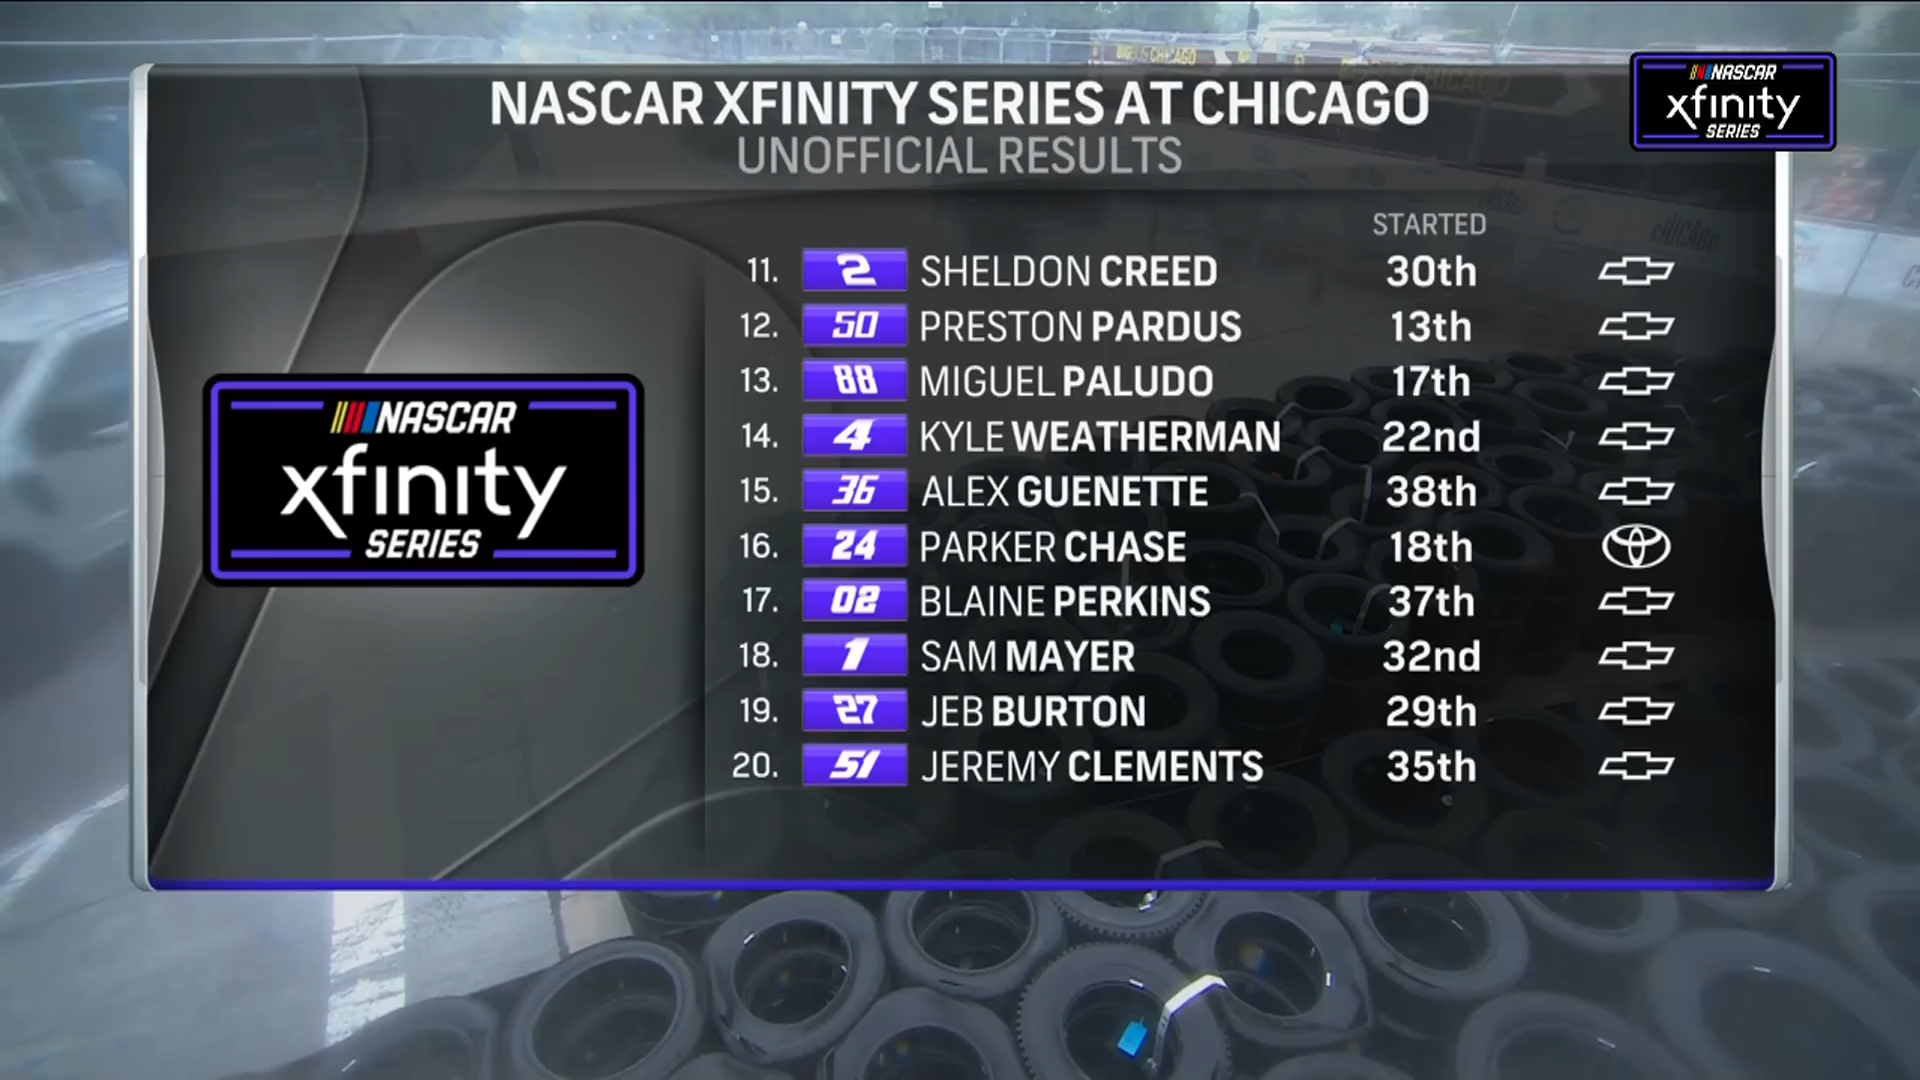 NASCAR XFINITY SERIES AT CHICAGO
UNOFFICIAL RESULTS
NASCAR
xfinity
SERIES
STARTED
11. 2 SHELDON CREED 30th
12. 50 PRESTON PARDUS 13th
13. 88 MIGUEL PALUDO 17th
14. 4 KYLE WEATHERMAN 22nd
15. 36 ALEX GUENETTE 38th
16. 24 PARKER CHASE 18th
17. 02 BLAINE PERKINS 37th
18. 1 SAM MAYER 32nd
19. 27 JEB BURTON 29th
20. 51 JEREMY CLEMENTS 35th
NASCAR
xfinity
SERIES